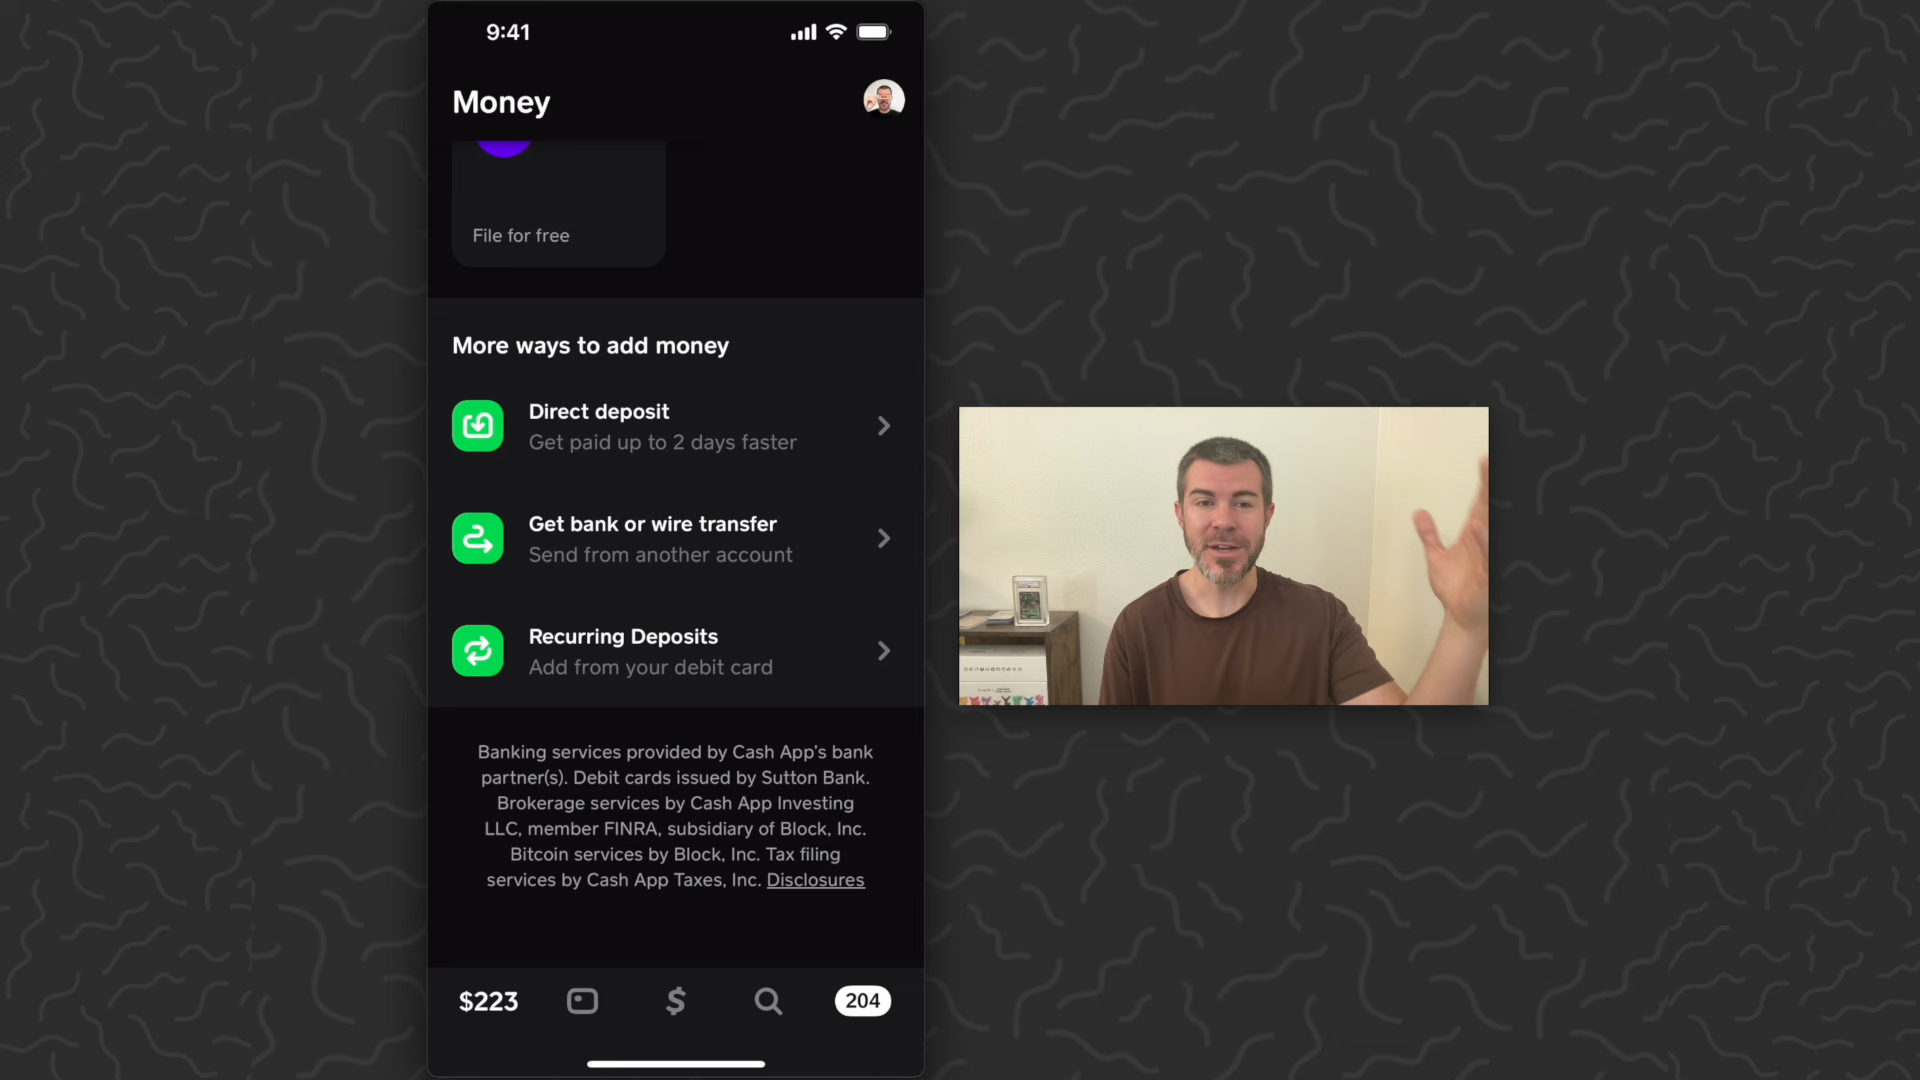 9:41
Money
File for free
More ways to add money
Direct deposit
Get paid up to 2 days faster
Get bank or wire transfer
Send from another account
Recurring Deposits
Add from your debit card
Banking services provided by Cash App’s bank
partner(s). Debit cards issued by Sutton Bank.
Brokerage services by Cash App Investing
LLC, member FINRA, subsidiary of Block, Inc.
Bitcoin services by Block, Inc. Tax filing
services by Cash App Taxes, Inc. Disclosures
$223
204